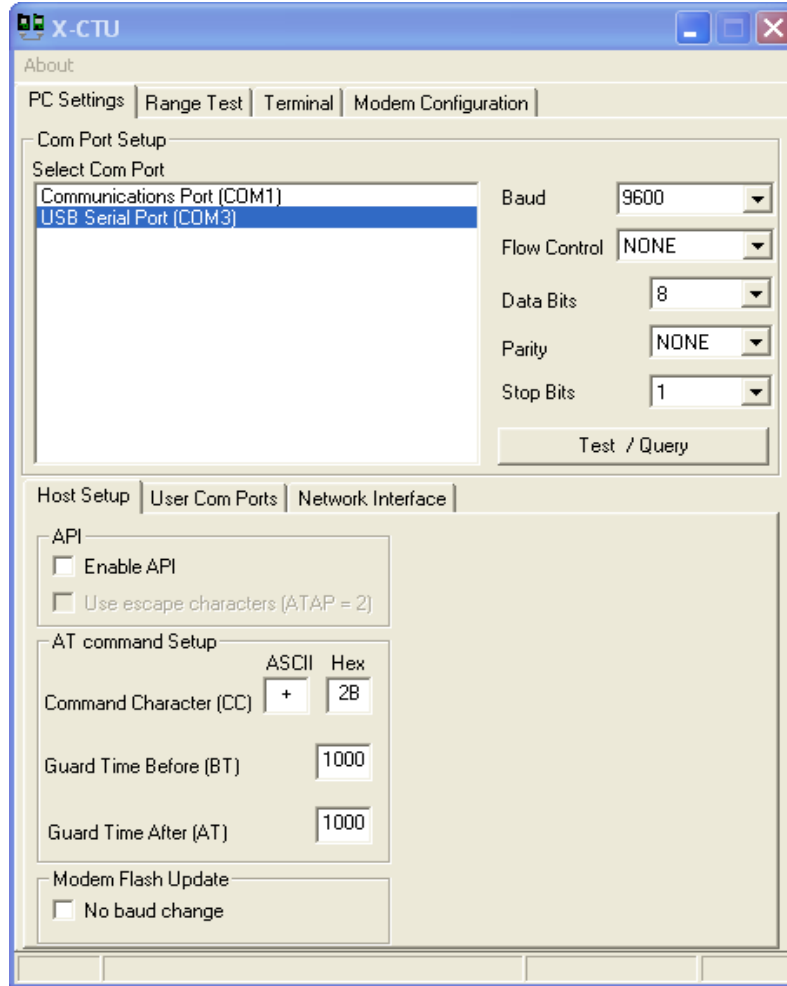 X-CTU
About
PC Settings Range Test Terminal Modem Configuration
Com Port Setup
Select Com Port
Communications Port (COM1)
USB Serial Port (COM3)
Baud 9600
Flow Control NONE
Data Bits 8
Parity NONE
Stop Bits 1
Test / Query
Host Setup User Com Ports Network Interface
API
Enable API
Use escape characters (ATAP = 2)
AT command Setup
ASCII Hex
Command Character (CC) + 2B
Guard Time Before (BT) 1000
Guard Time After (AT) 1000
Modem Flash Update
No baud change